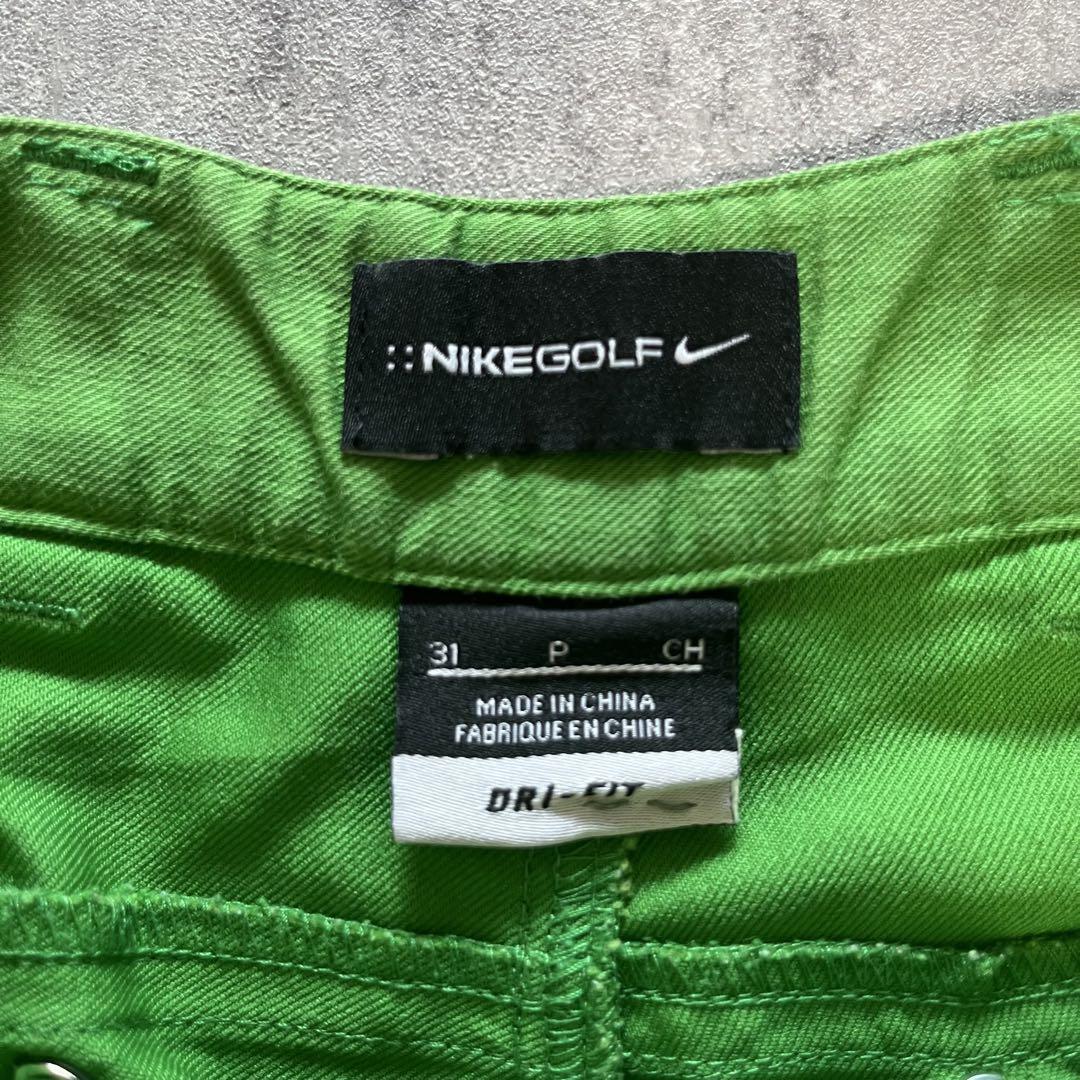 ::NIKEGOLF
31 P CH
MADE IN CHINA
FABRIQUE EN CHINE
DRI-FIT